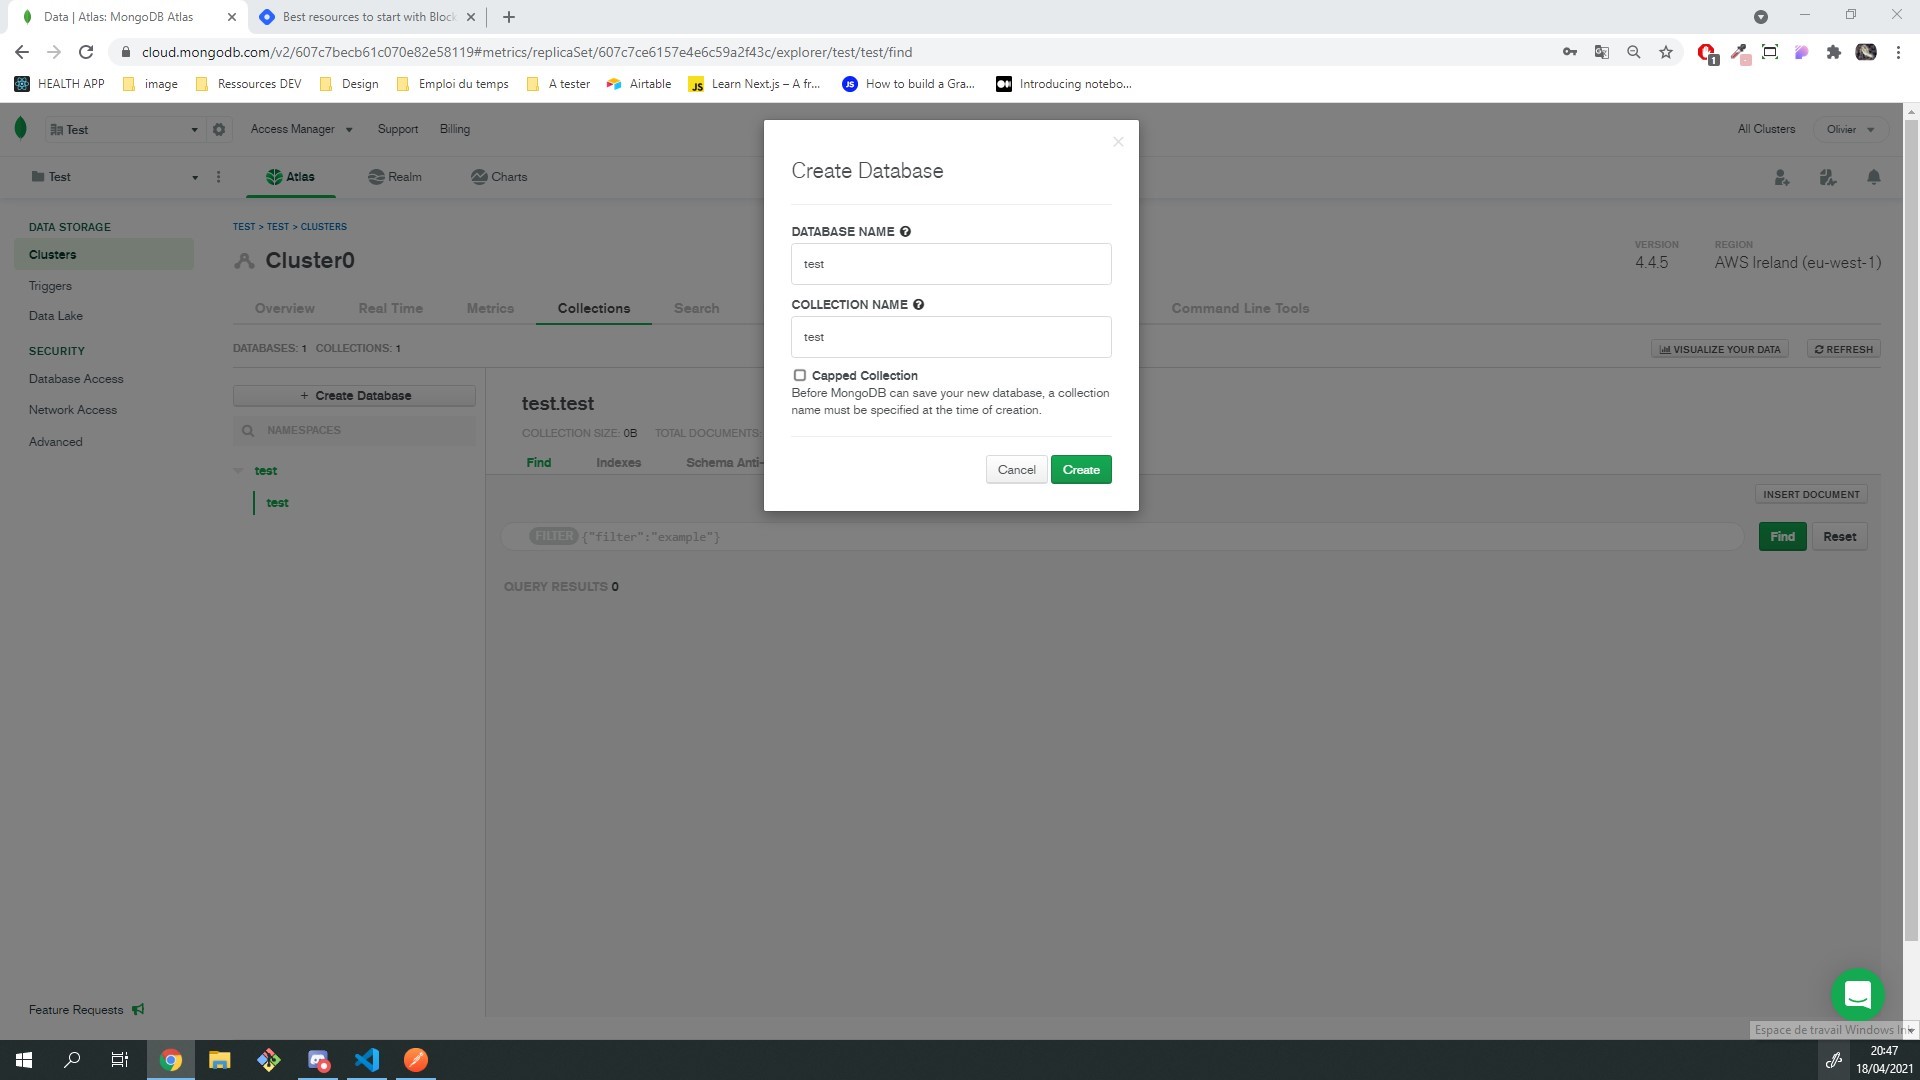 Data | Atlas: MongoDB Atlas
Best resources to start with Block
cloud.mongodb.com/v2/607c7becb61c070e82e58119#metrics/replicaSet/607c7ce6157e4e6c59a2f43c/explorer/test/test/find
1
HEALTH APP
image
Ressources DEV
Design
Emploi du temps
A tester
Airtable
JS
Learn Next.js – A fr...
JS
How to build a Gra...
Introducing notebo...
Test
Access Manager
Support
Billing
All Clusters
Olivier
Test
Atlas
Realm
Charts
DATA STORAGE
Clusters
Triggers
Data Lake
SECURITY
Database Access
Network Access
Advanced
Feature Requests
TEST > TEST > CLUSTERS
Cluster0
VERSION
4.4.5
REGION
AWS Ireland (eu-west-1)
Overview
Real Time
Metrics
Collections
Search
Command Line Tools
DATABASES: 1 COLLECTIONS: 1
VISUALIZE YOUR DATA
REFRESH
+ Create Database
NAMESPACES
test
test
test.test
COLLECTION SIZE: 0B TOTAL DOCUMENTS:
Find
Indexes
Schema Anti-
INSERT DOCUMENT
FILTER {"filter":"example"}
Find
Reset
QUERY RESULTS 0
Create Database
DATABASE NAME
test
COLLECTION NAME
test
Capped Collection
Before MongoDB can save your new database, a collection
name must be specified at the time of creation.
Cancel
Create
Espace de travail Windows Ink
20:47
18/04/2021